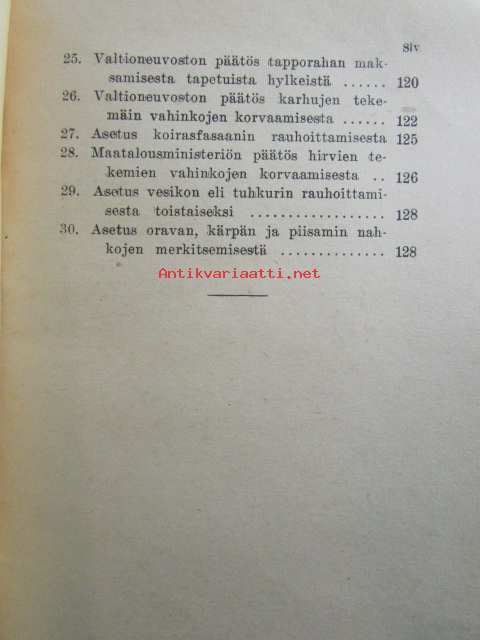 Siv.
25. Valtioneuvoston päätös tapporahan mak-
samisesta tapetuista hylkeistä ...... 120
26. Valtioneuvoston päätös karhujen teke-
mäin vahinkojen korvaamisesta ...... 122
27. Asetus koirasfasaanin rauhoittamisesta 125
28. Maatalousministeriön päätös hirvien te-
kemien vahinkojen korvaamisesta .. 126
29. Asetus vesikon eli tuhkurin rauhoittami-
sesta toistaiseksi ................. 128
30. Asetus oravan, kärpän ja piisamin nah-
kojen merkitsemisestä .............. 128
Antikvariaatti.net